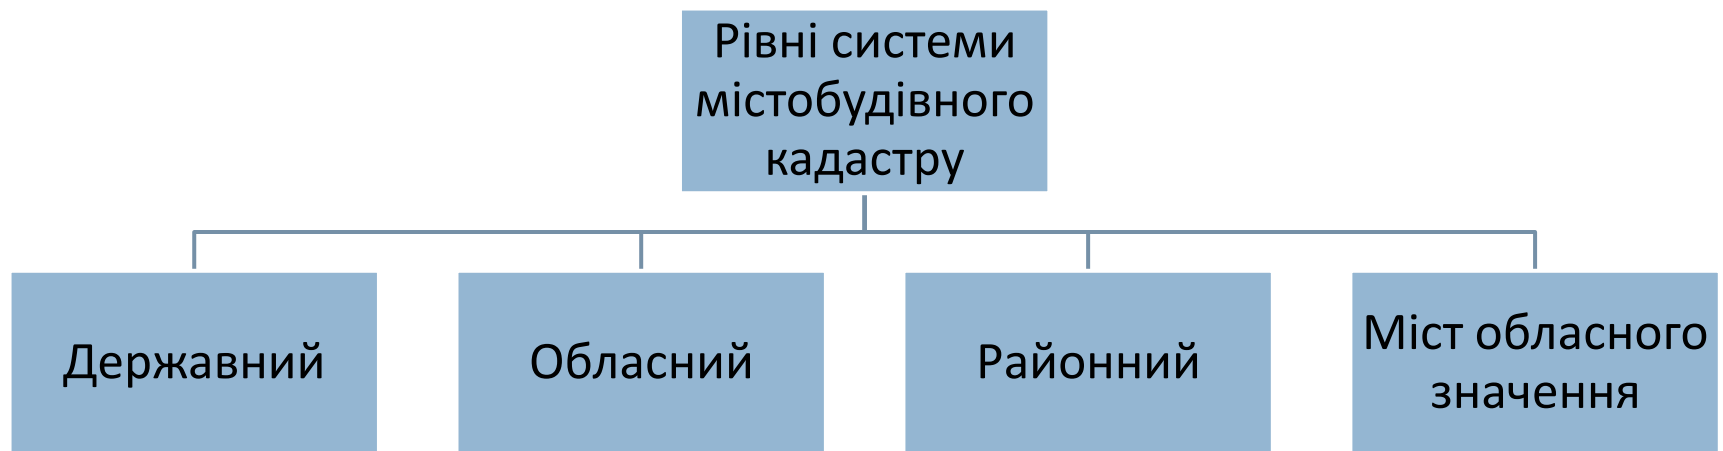 Рівні системи
містобудівного
кадастру
Державний
Обласний
Районний
Міст обласного
значення